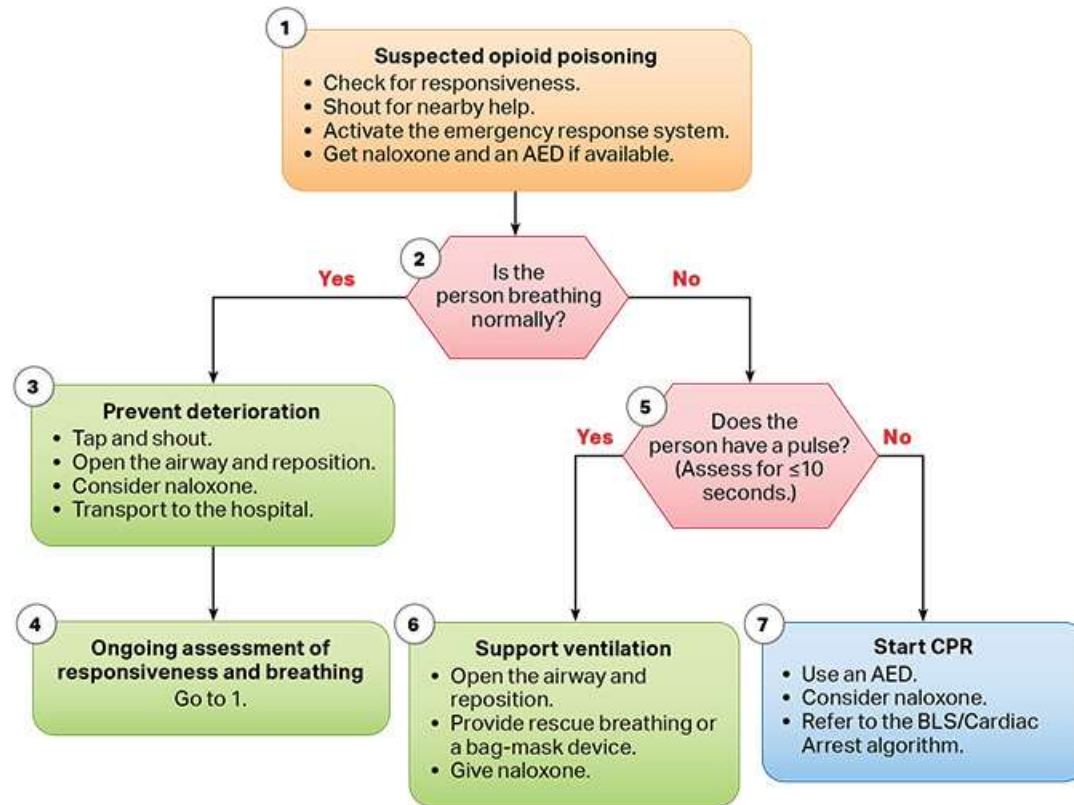 1
Suspected opioid poisoning
• Check for responsiveness.
• Shout for nearby help.
• Activate the emergency response system.
• Get naloxone and an AED if available.
2
Is the
person breathing
normally?
Yes
No
3
Prevent deterioration
• Tap and shout.
• Open the airway and reposition.
• Consider naloxone.
• Transport to the hospital.
5
Does the
person have a pulse?
(Assess for ≤10
seconds.)
Yes
No
4
Ongoing assessment of
responsiveness and breathing
Go to 1.
6
Support ventilation
• Open the airway and
reposition.
• Provide rescue breathing or
a bag-mask device.
• Give naloxone.
7
Start CPR
• Use an AED.
• Consider naloxone.
• Refer to the BLS/Cardiac
Arrest algorithm.